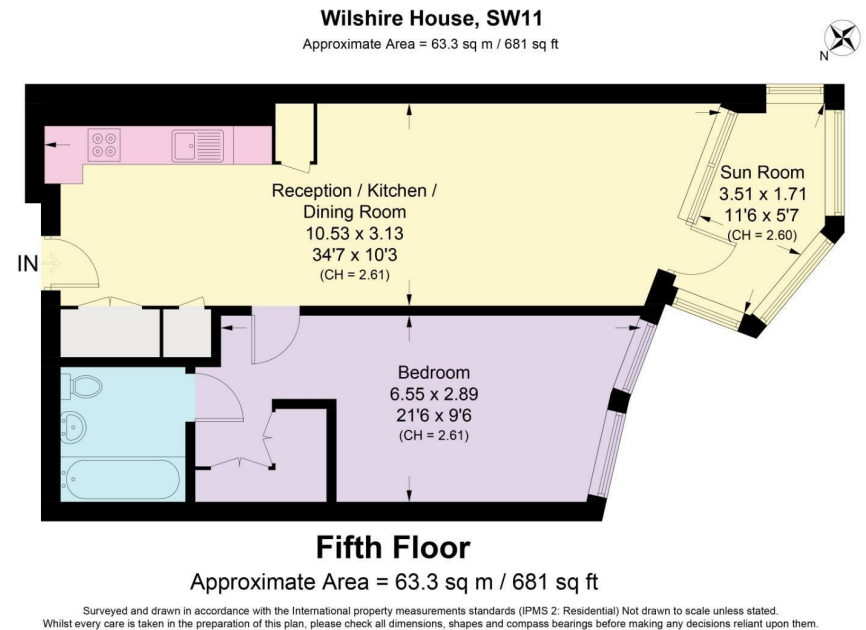 Wilshire House, SW11
Approximate Area = 63.3 sq m / 681 sq ft
N
Sun Room
3.51 x 1.71
11'6 x 5'7
(CH = 2.60)
Reception / Kitchen /
Dining Room
10.53 x 3.13
34'7 x 10'3
(CH = 2.61)
IN
Bedroom
6.55 x 2.89
21'6 x 9'6
(CH = 2.61)
Fifth Floor
Approximate Area = 63.3 sq m / 681 sq ft
Surveyed and drawn in accordance with the International property measurements standards (IPMS 2: Residential) Not drawn to scale unless stated.
Whilst every care is taken in the preparation of this plan, please check all dimensions, shapes and compass bearings before making any decisions reliant upon them.